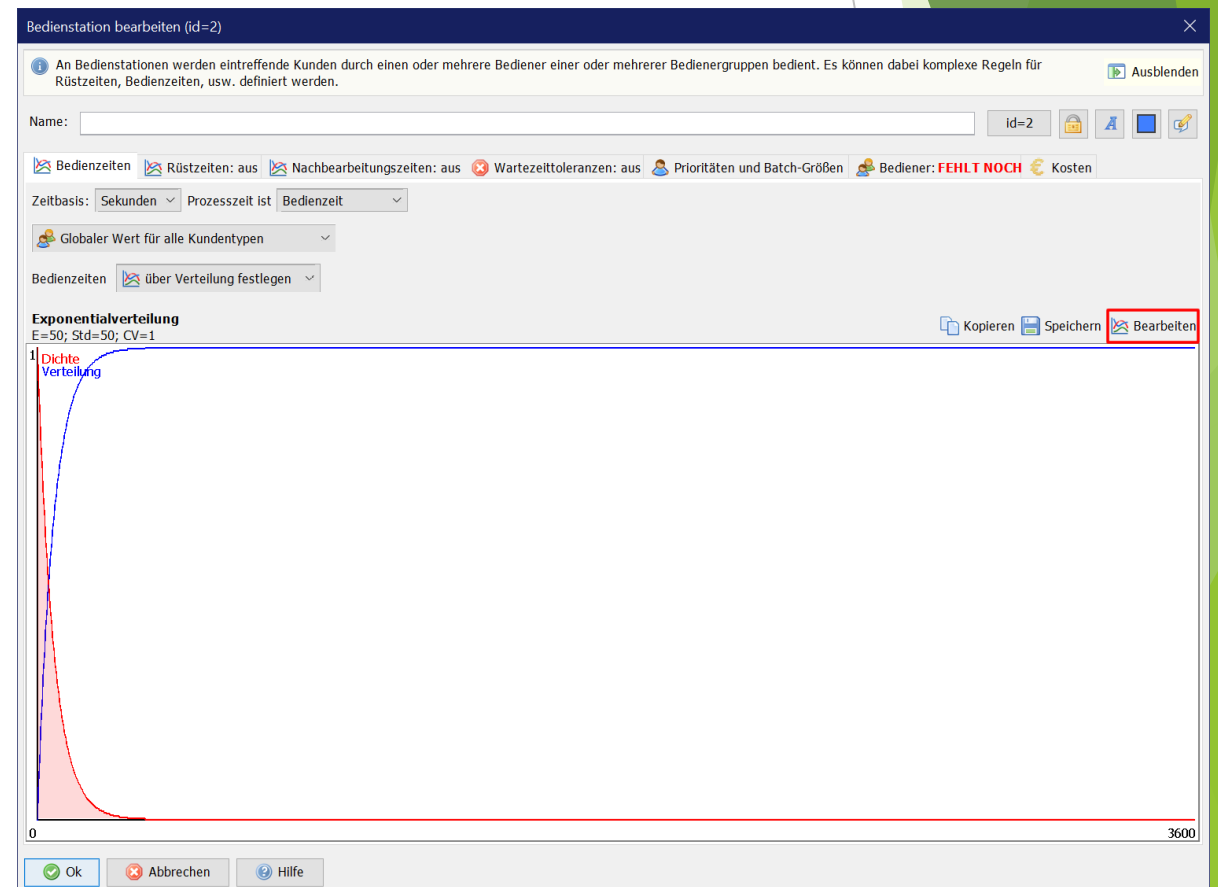 Bedienstation bearbeiten (id=2)
An Bedienstationen werden eintreffende Kunden durch einen oder mehrere Bediener einer oder mehrerer Bedienergruppen bedient. Es können dabei komplexe Regeln für
Rüstzeiten, Bedienzeiten, usw. definiert werden.
Ausblenden
Name:
id=2
Bedienzeiten Rüstzeiten: aus Nachbearbeitungszeiten: aus Wartezeittoleranzen: aus Prioritäten und Batch-Größen Bediener: FEHLT NOCH Kosten
Zeitbasis: Sekunden Prozesszeit ist Bedienzeit
Globaler Wert für alle Kundentypen
Bedienzeiten über Verteilung festlegen
Exponentialverteilung
E=50; Std=50; CV=1
Kopieren Speichern Bearbeiten
1
Dichte
Verteilung
0 3600
Ok Abbrechen Hilfe